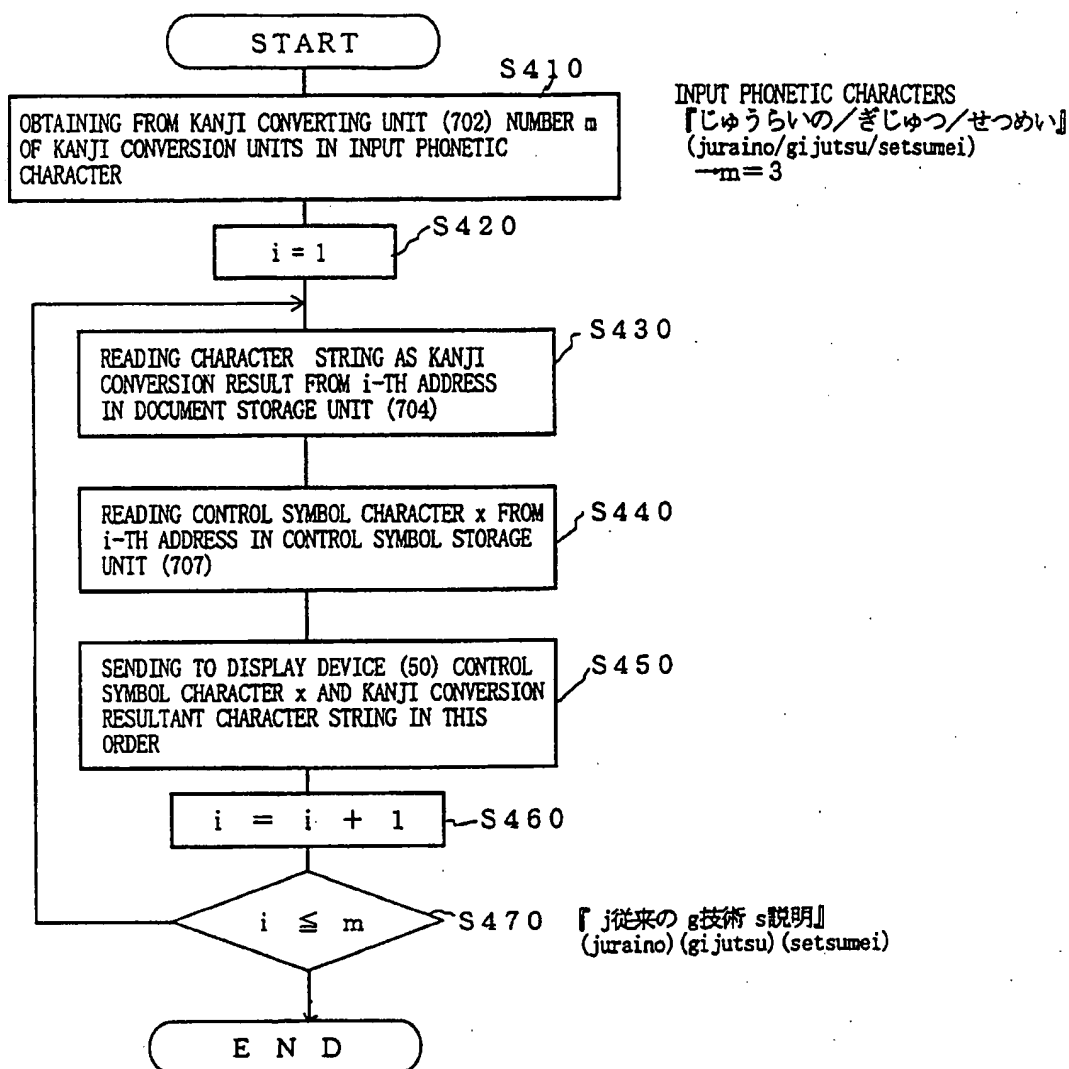 START
S410
OBTAINING FROM KANJI CONVERTING UNIT (702) NUMBER m
OF KANJI CONVERSION UNITS IN INPUT PHONETIC
CHARACTER
INPUT PHONETIC CHARACTERS
『じゅうらいの/ぎじゅつ/せつめい』
(juraino/gijutsu/setsumei)
→m=3
S420
i = 1
S430
READING CHARACTER STRING AS KANJI
CONVERSION RESULT FROM i-TH ADDRESS
IN DOCUMENT STORAGE UNIT (704)
S440
READING CONTROL SYMBOL CHARACTER x FROM
i-TH ADDRESS IN CONTROL SYMBOL STORAGE
UNIT (707)
S450
SENDING TO DISPLAY DEVICE (50) CONTROL
SYMBOL CHARACTER x AND KANJI CONVERSION
RESULTANT CHARACTER STRING IN THIS
ORDER
i = i + 1
S460
i ≦ m
S470
『 j従来の g技術 s説明』
(juraino)(gijutsu)(setsumei)
END